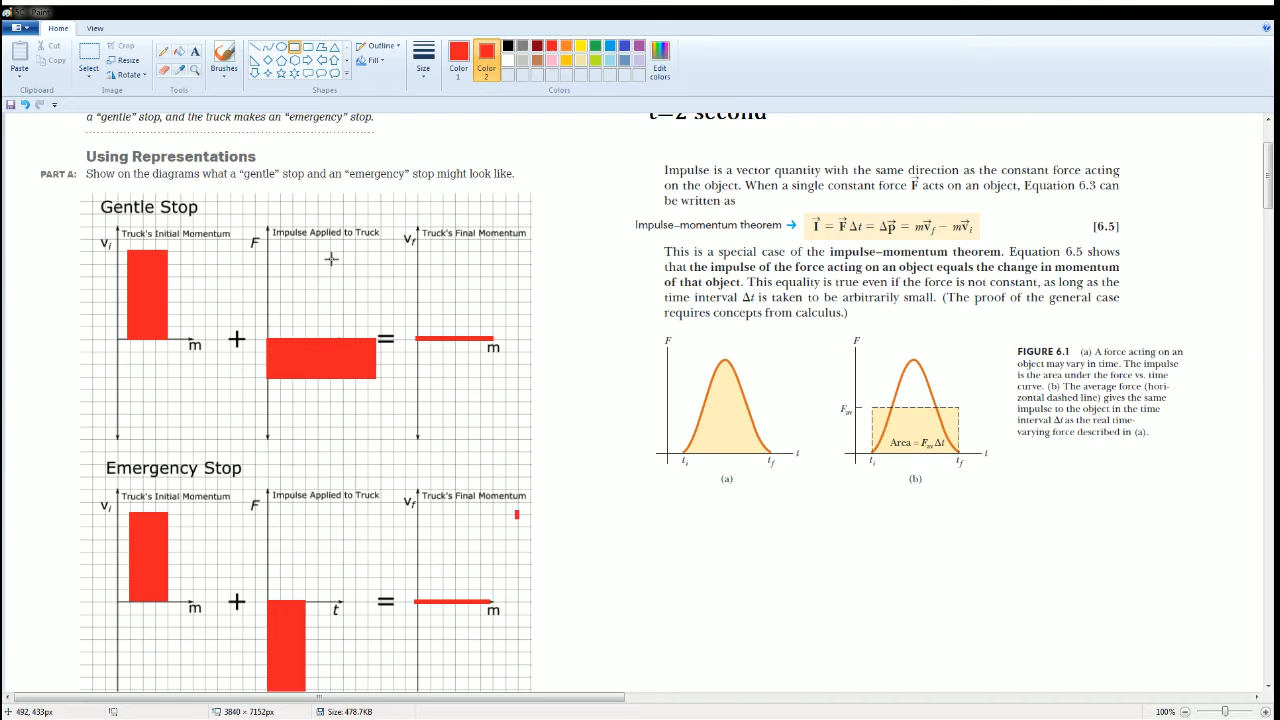 5C - Paint
Home
View
Paste
Cut
Copy
Clipboard
Select
Crop
Resize
Rotate
Image
A
Tools
Brushes
Outline
Fill
Shapes
Size
Color 1
Color 2
Edit colors
Colors
a “gentle” stop, and the truck makes an “emergency” stop.
Using Representations
PART A: Show on the diagrams what a “gentle” stop and an “emergency” stop might look like.
Gentle Stop
vi Truck's Initial Momentum
F Impulse Applied to Truck
vf Truck's Final Momentum
m + = m
Emergency Stop
vi Truck's Initial Momentum
F Impulse Applied to Truck
vf Truck's Final Momentum
m + t = m
t=2 second
Impulse is a vector quantity with the same direction as the constant force acting
on the object. When a single constant force F⃗ acts on an object, Equation 6.3 can
be written as
Impulse–momentum theorem → I⃗ = F⃗ Δt = Δp⃗ = mv⃗f − mv⃗i [6.5]
This is a special case of the impulse–momentum theorem. Equation 6.5 shows
that the impulse of the force acting on an object equals the change in momentum
of that object. This equality is true even if the force is not constant, as long as the
time interval Δt is taken to be arbitrarily small. (The proof of the general case
requires concepts from calculus.)
F
ti tf t
(a)
F
Fav
Area = Fav Δt
ti tf t
(b)
FIGURE 6.1 (a) A force acting on an
object may vary in time. The impulse
is the area under the force vs. time
curve. (b) The average force (hori-
zontal dashed line) gives the same
impulse to the object in the time
interval Δt as the real time-
varying force described in (a).
492, 433px
3840 × 7152px
Size: 478.7KB
100%